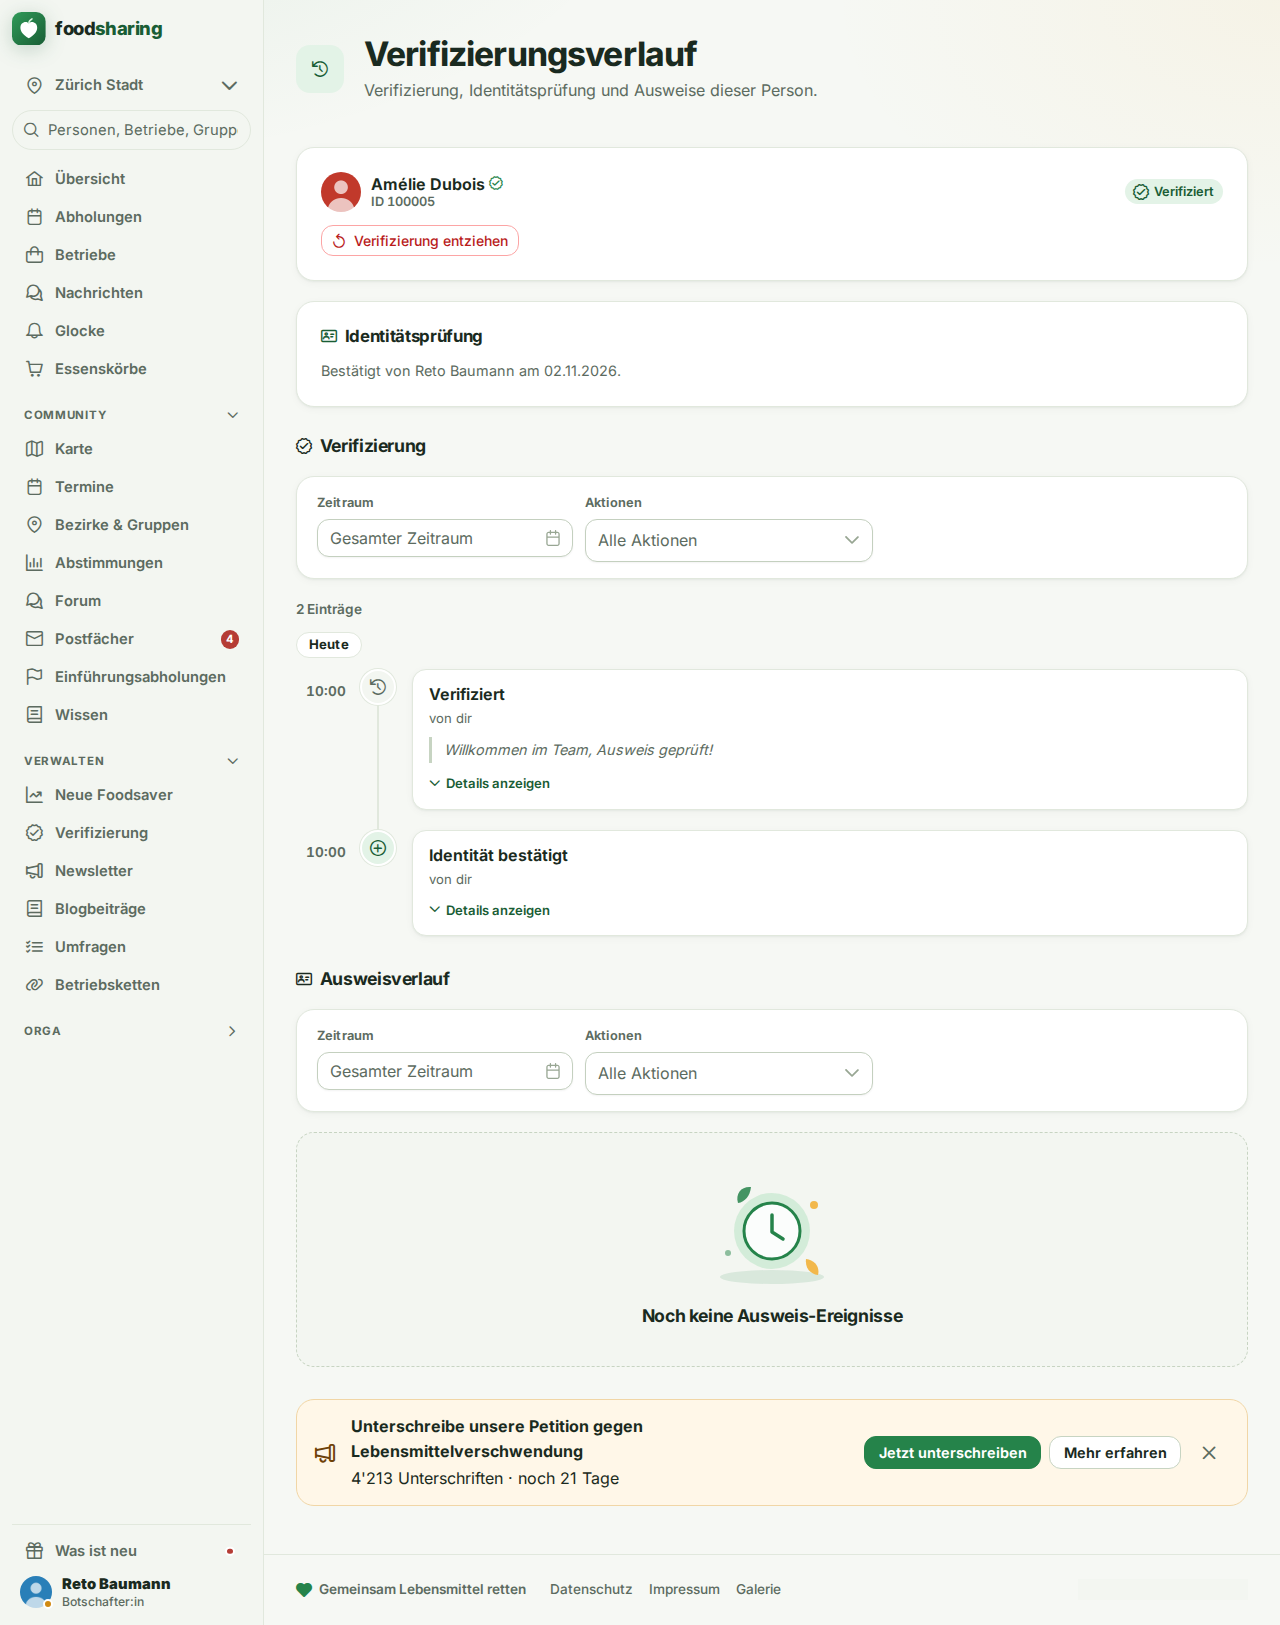 foodsharing
Zürich Stadt
Personen, Betriebe, Grupp
Übersicht
Abholungen
Betriebe
Nachrichten
Glocke
Essenskörbe
COMMUNITY
Karte
Termine
Bezirke & Gruppen
Abstimmungen
Forum
Postfächer 4
Einführungsabholungen
Wissen
VERWALTEN
Neue Foodsaver
Verifizierung
Newsletter
Blogbeiträge
Umfragen
Betriebsketten
ORGA
Was ist neu
Reto Baumann
Botschafter:in
Verifizierungsverlauf
Verifizierung, Identitätsprüfung und Ausweise dieser Person.
Amélie Dubois
ID 100005
Verifiziert
Verifizierung entziehen
Identitätsprüfung
Bestätigt von Reto Baumann am 02.11.2026.
Verifizierung
Zeitraum Aktionen
Gesamter Zeitraum Alle Aktionen
2 Einträge
Heute
10:00 Verifiziert
von dir
Willkommen im Team, Ausweis geprüft!
Details anzeigen
10:00 Identität bestätigt
von dir
Details anzeigen
Ausweisverlauf
Zeitraum Aktionen
Gesamter Zeitraum Alle Aktionen
Noch keine Ausweis-Ereignisse
Unterschreibe unsere Petition gegen
Lebensmittelverschwendung
4'213 Unterschriften · noch 21 Tage
Jetzt unterschreiben Mehr erfahren
Gemeinsam Lebensmittel retten Datenschutz Impressum Galerie